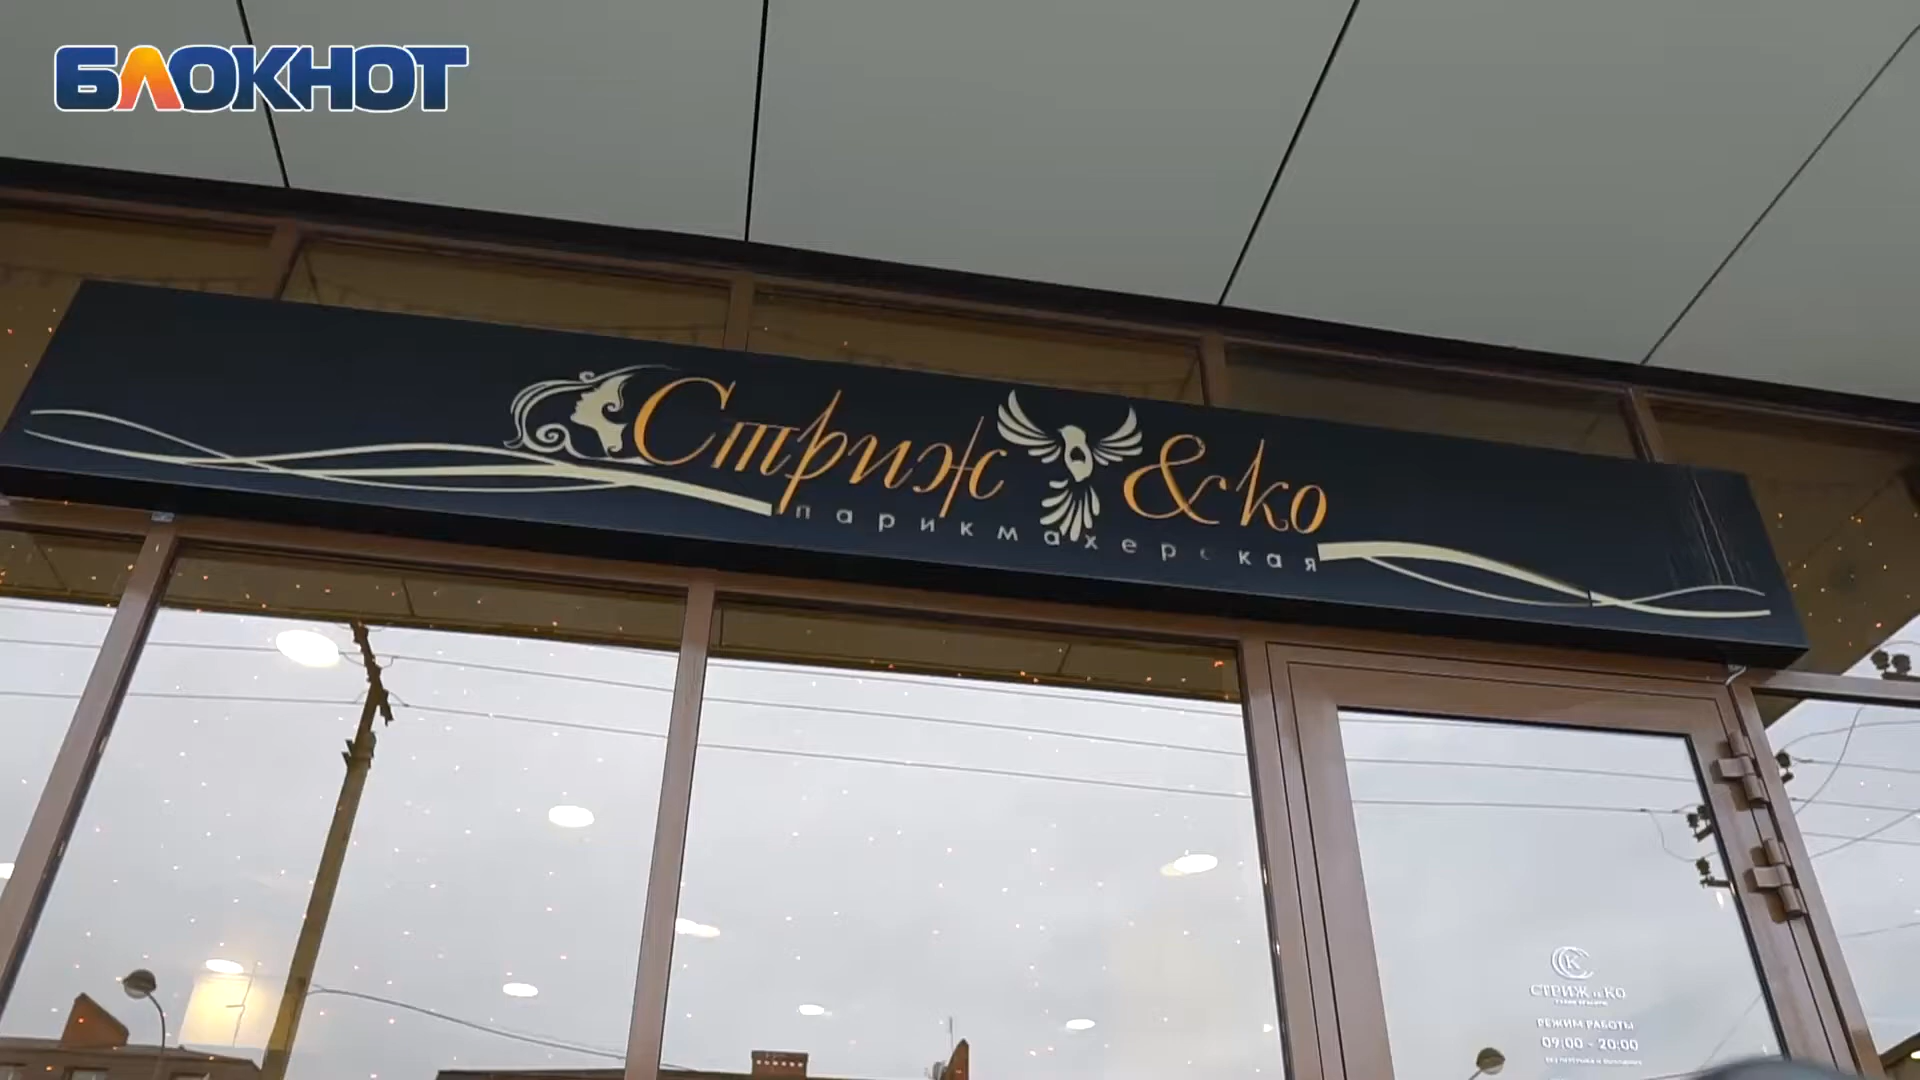 БЛОКНОТ
Стриж &ко
парикмахерская
СТРИЖ и КО
РЕЖИМ РАБОТЫ
09:00 - 20:00